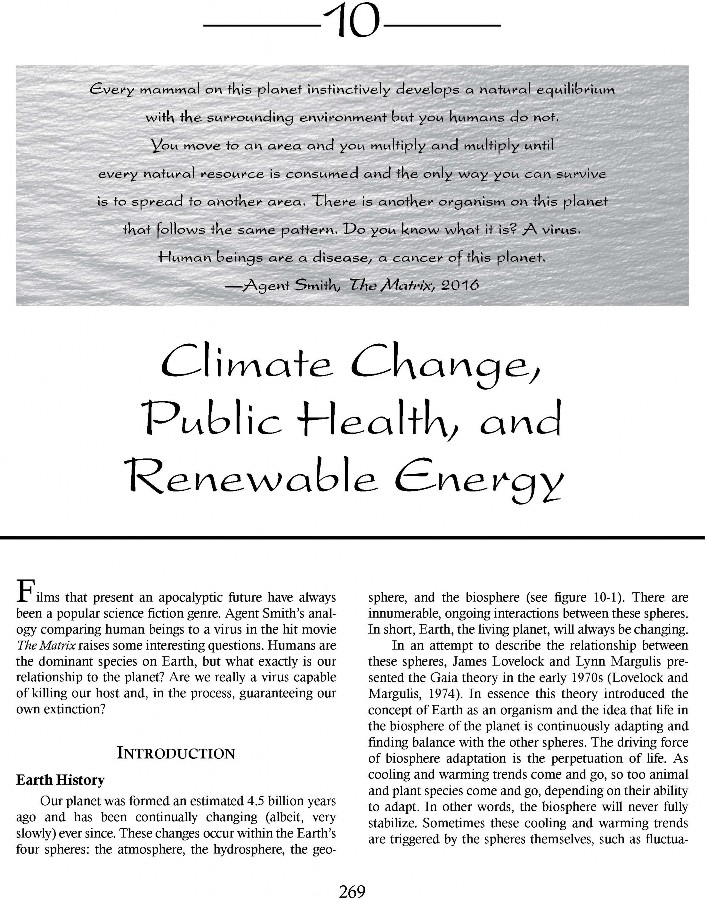 10
Every mammal on this planet instinctively develops a natural equilibrium
with the surrounding environment but you humans do not.
You move to an area and you multiply and multiply until
every natural resource is consumed and the only way you can survive
is to spread to another area. There is another organism on this planet
that follows the same pattern. Do you know what it is? A virus.
Human beings are a disease, a cancer of this planet.
—Agent Smith, The Matrix, 2016
Climate Change,
Public Health, and
Renewable Energy
Films that present an apocalyptic future have always
been a popular science fiction genre. Agent Smith's anal-
ogy comparing human beings to a virus in the hit movie
The Matrix raises some interesting questions. Humans are
the dominant species on Earth, but what exactly is our
relationship to the planet? Are we really a virus capable
of killing our host and, in the process, guaranteeing our
own extinction?
INTRODUCTION
Earth History
Our planet was formed an estimated 4.5 billion years
ago and has been continually changing (albeit, very
slowly) ever since. These changes occur within the Earth's
four spheres: the atmosphere, the hydrosphere, the geo-
sphere, and the biosphere (see figure 10-1). There are
innumerable, ongoing interactions between these spheres.
In short, Earth, the living planet, will always be changing.
In an attempt to describe the relationship between
these spheres, James Lovelock and Lynn Margulis pre-
sented the Gaia theory in the early 1970s (Lovelock and
Margulis, 1974). In essence this theory introduced the
concept of Earth as an organism and the idea that life in
the biosphere of the planet is continuously adapting and
finding balance with the other spheres. The driving force
of biosphere adaptation is the perpetuation of life. As
cooling and warming trends come and go, so too animal
and plant species come and go, depending on their ability
to adapt. In other words, the biosphere will never fully
stabilize. Sometimes these cooling and warming trends
are triggered by the spheres themselves, such as fluctua-
269